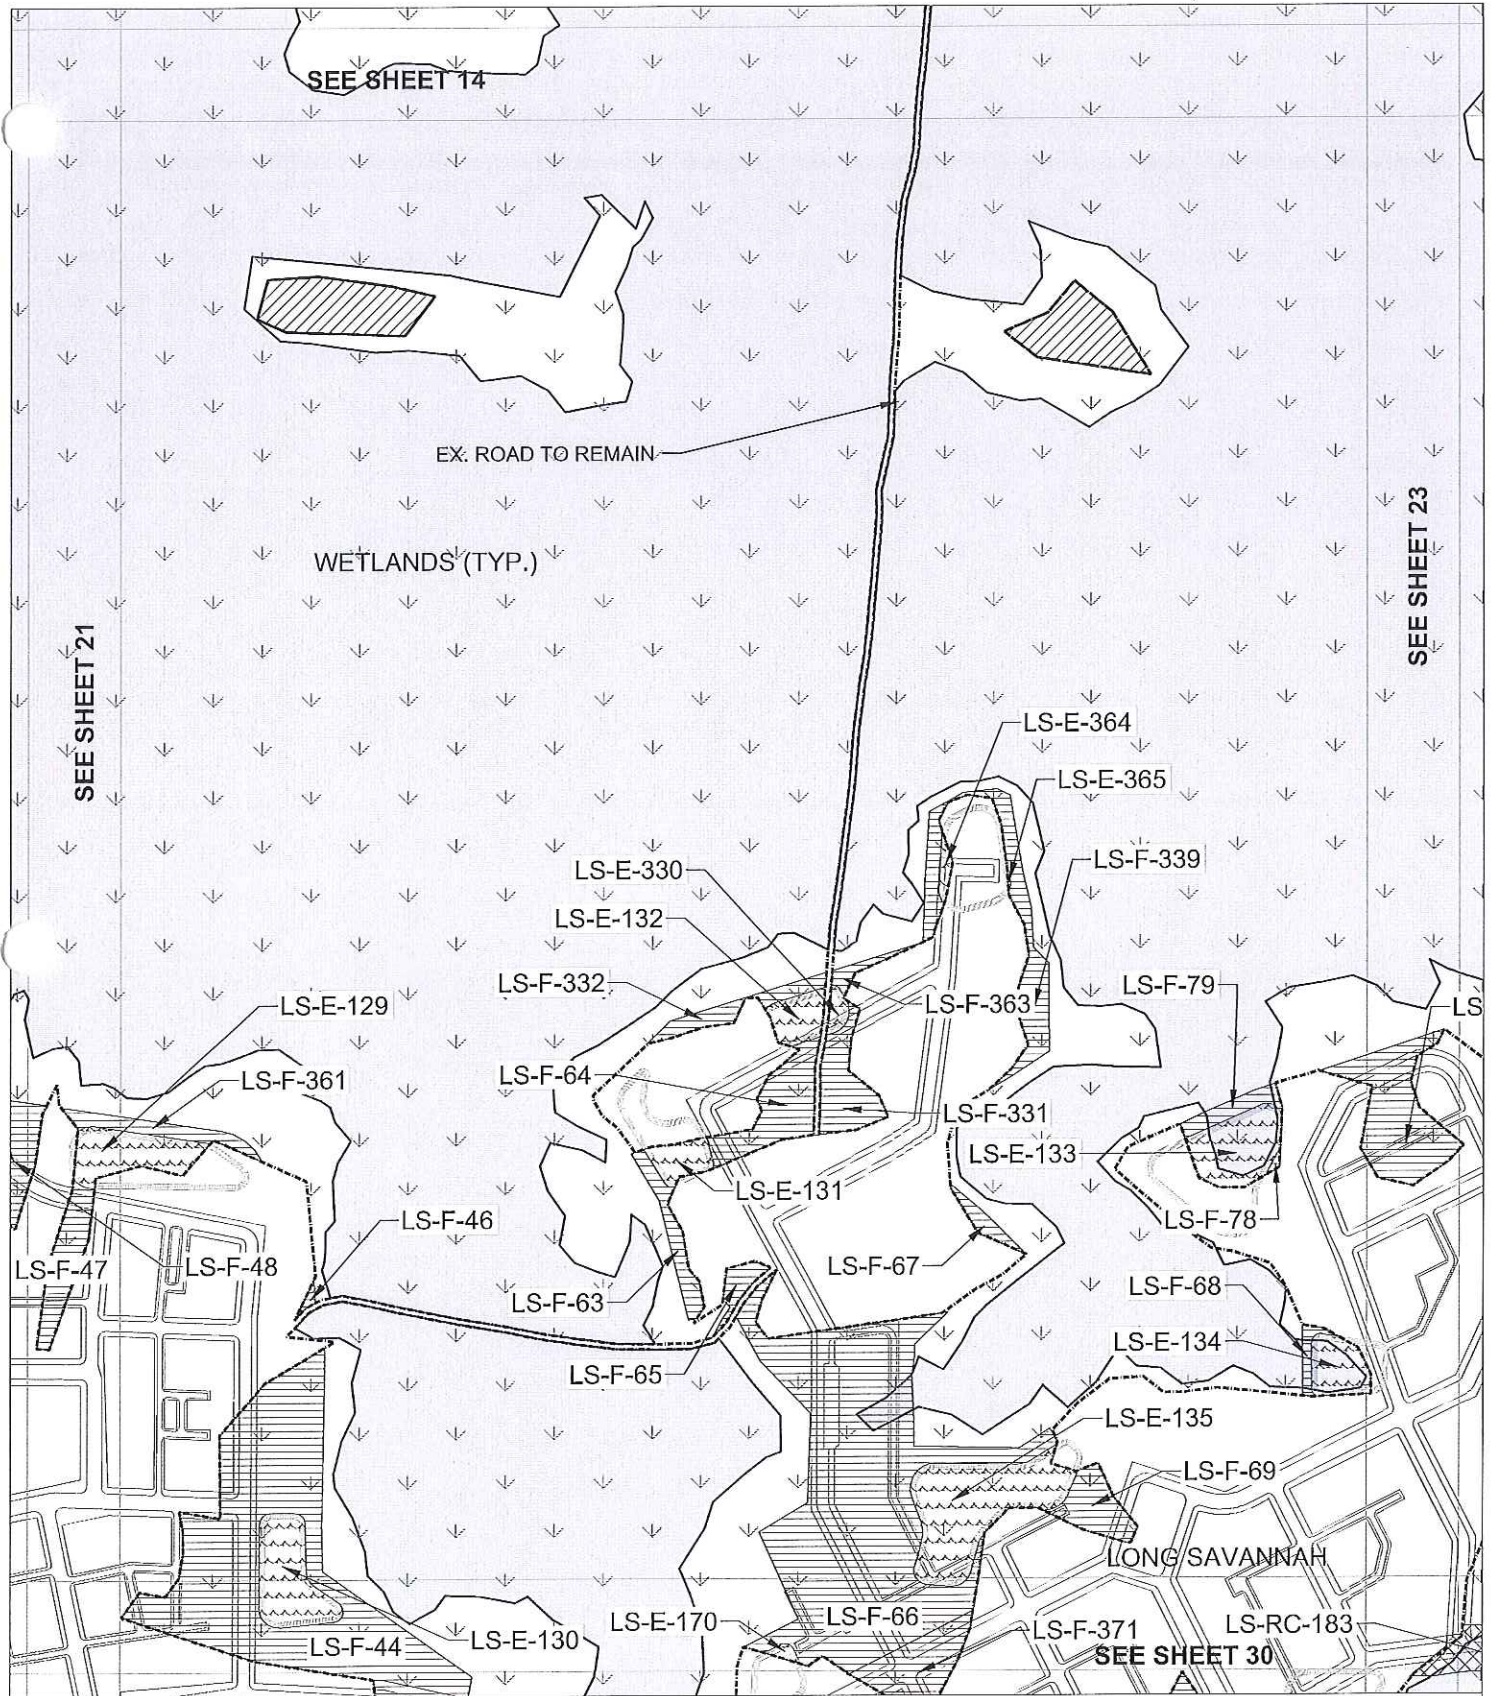 SEE SHEET 14
EX. ROAD TO REMAIN
WETLANDS (TYP.)
SEE SHEET 23
SEE SHEET 21
LS-E-364
LS-E-365
LS-F-339
LS-E-330
LS-E-132
LS-F-332
LS-F-363
LS-F-79
LS
LS-E-129
LS-F-361
LS-F-64
LS-F-331
LS-E-133
LS-E-131
LS-F-46
LS-F-78
LS-F-47
LS-F-48
LS-F-67
LS-F-63
LS-F-68
LS-E-134
LS-F-65
LS-E-135
LS-F-69
LONG SAVANNAH
LS-E-170
LS-F-66
LS-F-371
LS-RC-183
LS-F-44
LS-E-130
SEE SHEET 30